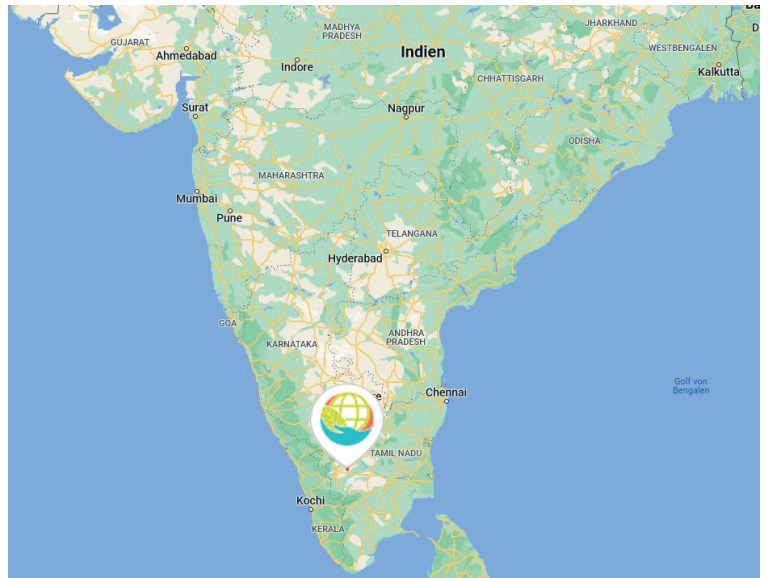 MADHYA
PRADESH
JHARKHAND
GUJARAT
Ahmedabad
Indien
WESTBENGALEN
Indore
Kalkutta
CHHATTISGARH
Surat
Nagpur
ODISHA
MAHARASHTRA
Mumbai
Pune
TELANGANA
Hyderabad
GOA
KARNATAKA
ANDHRA
PRADESH
Golf von
Bengalen
Chennai
TAMIL NADU
Kochi
KERALA